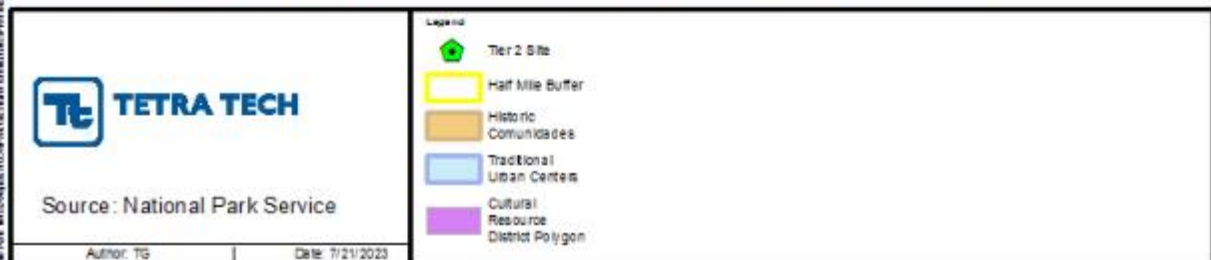 TETRA TECH
Source: National Park Service
Author: TG
Date: 7/21/2023
Legend
Tier 2 Site
Half Mile Buffer
Historic
Comunidades
Traditional
Urban Centers
Cultural
Resource
District Polygon